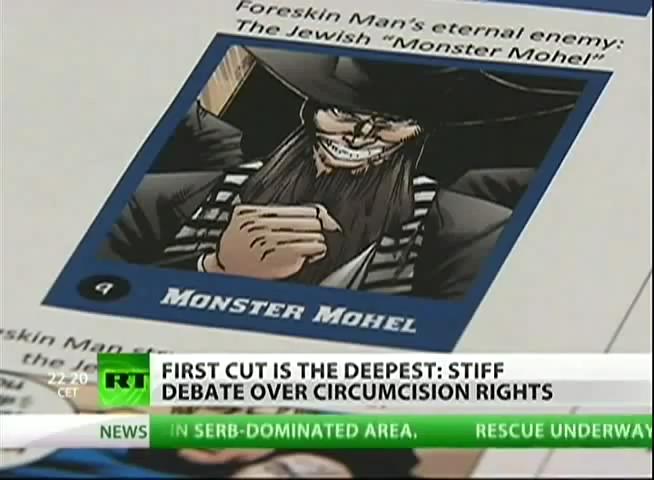 Foreskin Man's eternal enemy:
The Jewish "Monster Mohel"
9
MONSTER MOHEL
the
22:20
CET
RT
FIRST CUT IS THE DEEPEST: STIFF
DEBATE OVER CIRCUMCISION RIGHTS
NEWS
IN SERB-DOMINATED AREA. RESCUE UNDERWAY